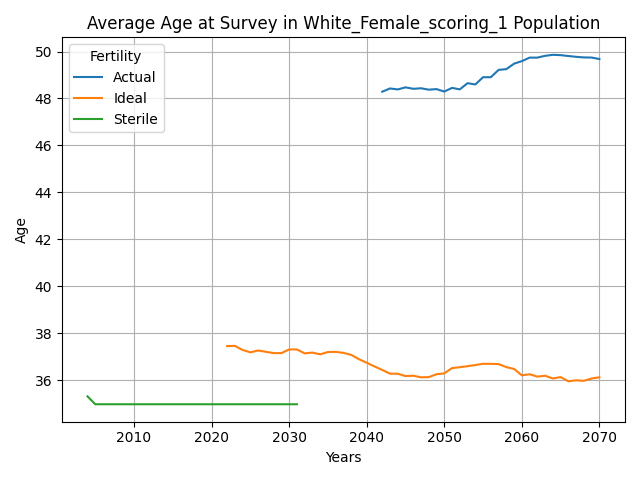 Average Age at Survey in White_Female_scoring_1 Population
Fertility
Actual
Ideal
Sterile
Age
50
48
46
44
42
40
38
36
2010 2020 2030 2040 2050 2060 2070
Years